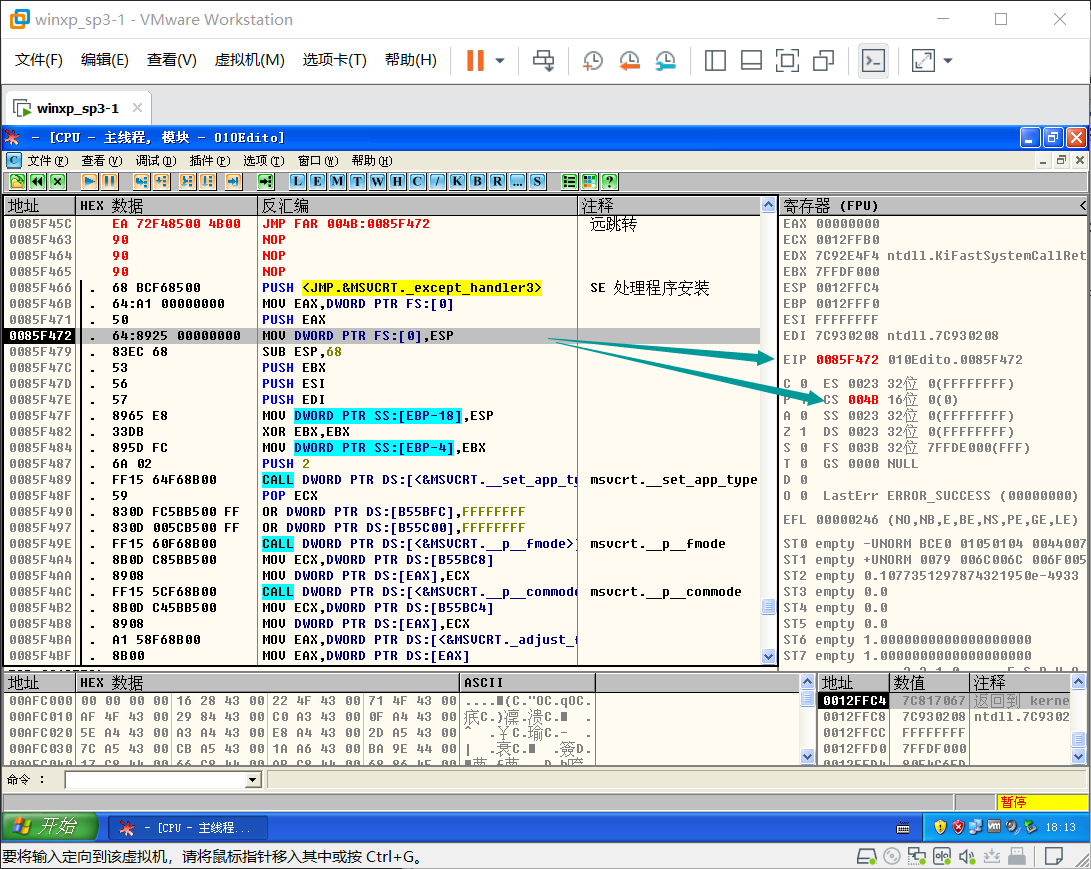 winxp_sp3-1 - VMware Workstation
文件(F) 编辑(E) 查看(V) 虚拟机(M) 选项卡(T) 帮助(H)
winxp_sp3-1
- [CPU - 主线程, 模块 - 010Edito]
C 文件(F) 查看(V) 调试(D) 插件(P) 选项(T) 窗口(W) 帮助(H)
L E M T W H C / K B R ... S ?
地址 HEX 数据 反汇编 注释
0085F45C EA 72F48500 4B00 JMP FAR 004B:0085F472 远跳转
0085F463 90 NOP
0085F464 90 NOP
0085F465 90 NOP
0085F466 . 68 BCF68500 PUSH <JMP.&MSVCRT._except_handler3> SE 处理程序安装
0085F46B . 64:A1 00000000 MOV EAX,DWORD PTR FS:[0]
0085F471 . 50 PUSH EAX
0085F472 . 64:8925 00000000 MOV DWORD PTR FS:[0],ESP
0085F479 . 83EC 68 SUB ESP,68
0085F47C . 53 PUSH EBX
0085F47D . 56 PUSH ESI
0085F47E . 57 PUSH EDI
0085F47F . 8965 E8 MOV DWORD PTR SS:[EBP-18],ESP
0085F482 . 33DB XOR EBX,EBX
0085F484 . 895D FC MOV DWORD PTR SS:[EBP-4],EBX
0085F487 . 6A 02 PUSH 2
0085F489 . FF15 64F68B00 CALL DWORD PTR DS:[<&MSVCRT.__set_app_ty msvcrt.__set_app_type
0085F48F . 59 POP ECX
0085F490 . 830D FC5BB500 FF OR DWORD PTR DS:[B55BFC],FFFFFFFF
0085F497 . 830D 005CB500 FF OR DWORD PTR DS:[B55C00],FFFFFFFF
0085F49E . FF15 60F68B00 CALL DWORD PTR DS:[<&MSVCRT.__p__fmode>] msvcrt.__p__fmode
0085F4A4 . 8B0D C85BB500 MOV ECX,DWORD PTR DS:[B55BC8]
0085F4AA . 8908 MOV DWORD PTR DS:[EAX],ECX
0085F4AC . FF15 5CF68B00 CALL DWORD PTR DS:[<&MSVCRT.__p__commode msvcrt.__p__commode
0085F4B2 . 8B0D C45BB500 MOV ECX,DWORD PTR DS:[B55BC4]
0085F4B8 . 8908 MOV DWORD PTR DS:[EAX],ECX
0085F4BA . A1 58F68B00 MOV EAX,DWORD PTR DS:[<&MSVCRT._adjust_f
0085F4BF . 8B00 MOV EAX,DWORD PTR DS:[EAX]
寄存器 (FPU) <
EAX 00000000
ECX 0012FFB0
EDX 7C92E4F4 ntdll.KiFastSystemCallRet
EBX 7FFDF000
ESP 0012FFC4
EBP 0012FFF0
ESI FFFFFFFF
EDI 7C930208 ntdll.7C930208
EIP 0085F472 010Edito.0085F472
C 0 ES 0023 32位 0(FFFFFFFF)
P 1 CS 004B 16位 0(0)
A 0 SS 0023 32位 0(FFFFFFFF)
Z 1 DS 0023 32位 0(FFFFFFFF)
S 0 FS 003B 32位 7FFDE000(FFF)
T 0 GS 0000 NULL
D 0
O 0 LastErr ERROR_SUCCESS (00000000)
EFL 00000246 (NO,NB,E,BE,NS,PE,GE,LE)
ST0 empty -UNORM BCE0 01050104 0044007
ST1 empty +UNORM 0079 006C006C 006F005
ST2 empty 0.1077351297874321950e-4933
ST3 empty 0.0
ST4 empty 0.0
ST5 empty 0.0
ST6 empty 1.0000000000000000000
ST7 empty 1.0000000000000000000
地址 HEX 数据 ASCII
00AFC000 00 00 00 00 16 28 43 00 22 4F 43 00 71 4F 43 00
00AFC010 AF 4F 43 00 29 84 43 00 C0 A3 43 00 0F A4 43 00
00AFC020 5E A4 43 00 A3 A4 43 00 E8 A4 43 00 2D A5 43 00
00AFC030 7C A5 43 00 CB A5 43 00 1A A6 43 00 BA 9E 44 00
地址 数值 注释
0012FFC4 7C817067 返回到 kerne
0012FFC8 7C930208 ntdll.7C9302
0012FFCC FFFFFFFF
0012FFD0 7FFDF000
命令 :
暂停
开始 - [CPU - 主线程... 18:13
要将输入定向到该虚拟机，请将鼠标指针移入其中或按 Ctrl+G。